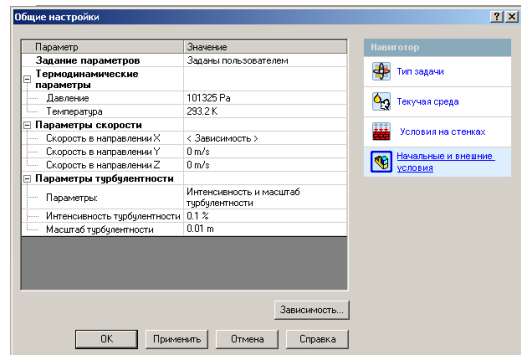 Общие настройки
Параметр Значение
Задание параметров Заданы пользователем
Термодинамические
параметры
Давление 101325 Pa
Температура 293.2 K
Параметры скорости
Скорость в направлении X < Зависимость >
Скорость в направлении Y 0 m/s
Скорость в направлении Z 0 m/s
Параметры турбулентности
Параметры: Интенсивность и масштаб
турбулентности
Интенсивность турбулентности 0.1 %
Масштаб турбулентности 0.01 m
Навиготор
Тип задачи
Текучая среда
Условия на стенках
Начальные и внешние
условия
Зависимость...
OK Применить Отмена Справка